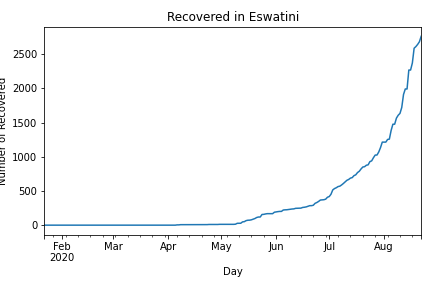 Recovered in Eswatini
Number of Recovered
2500
2000
1500
1000
500
0
Feb Mar Apr May Jun Jul Aug
2020
Day